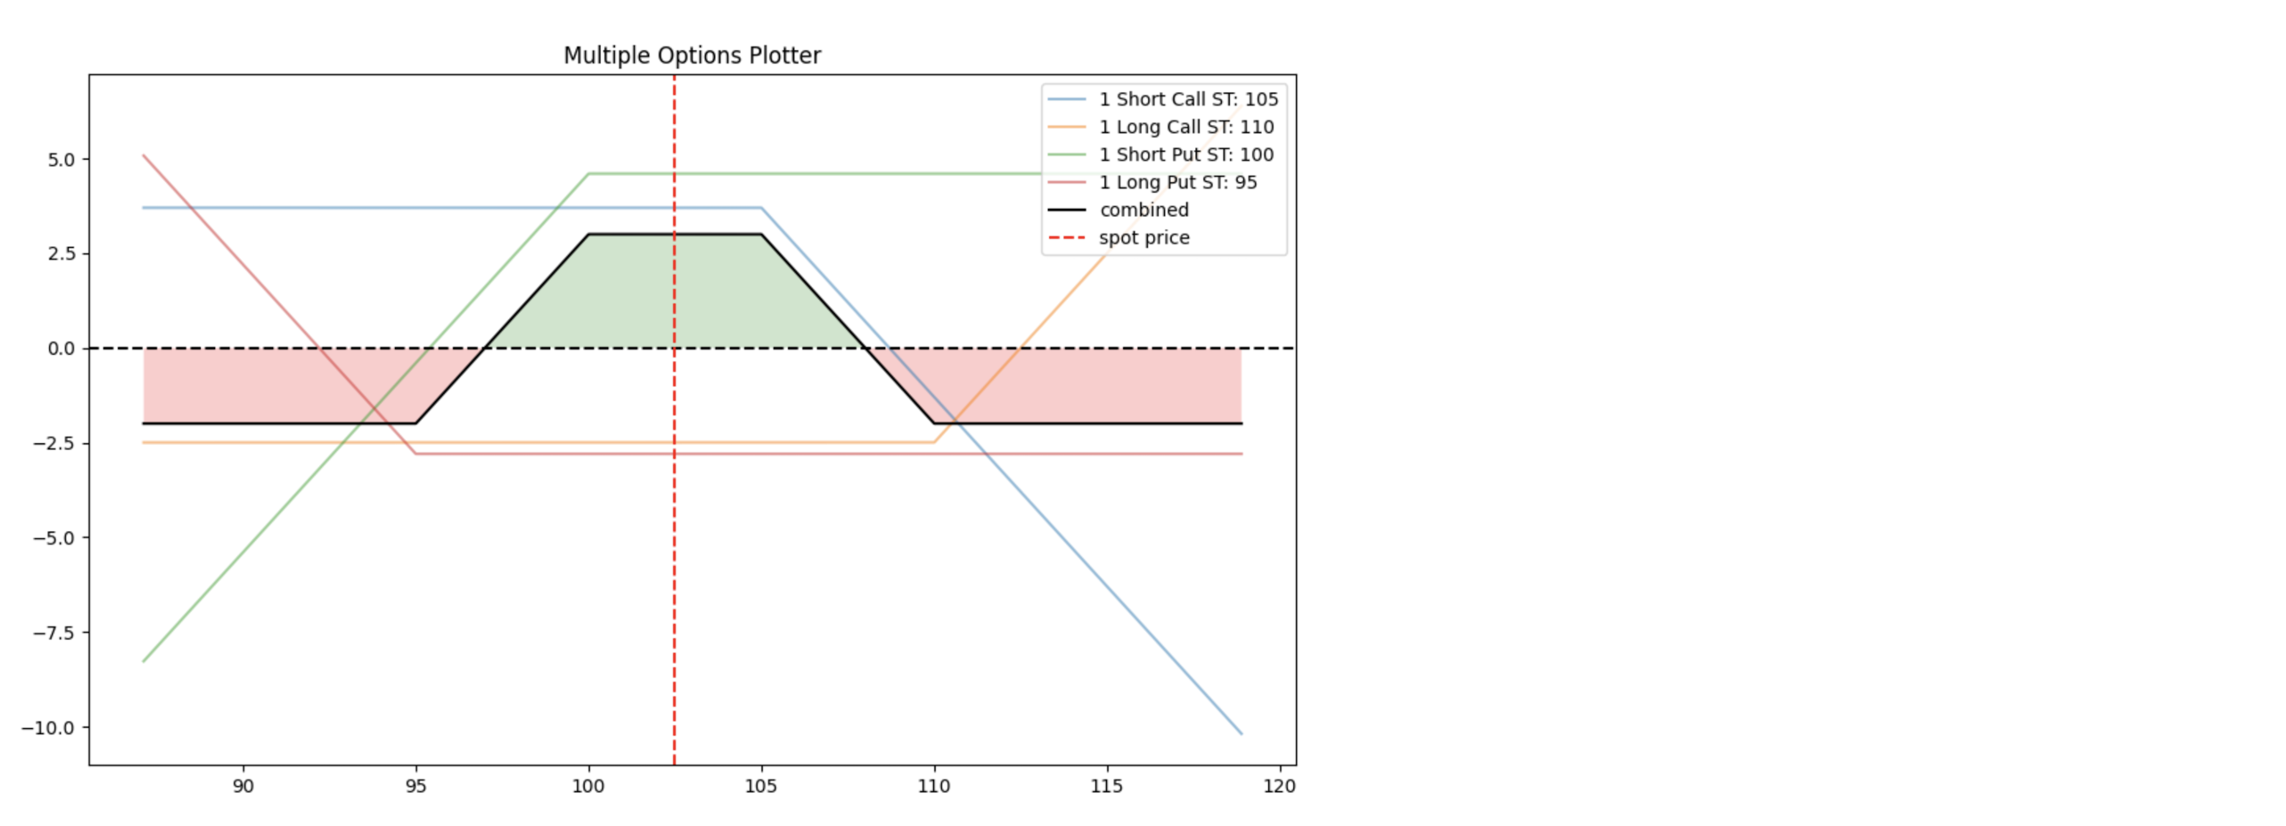 Multiple Options Plotter
1 Short Call ST: 105
1 Long Call ST: 110
1 Short Put ST: 100
1 Long Put ST: 95
combined
spot price
5.0
2.5
0.0
−2.5
−5.0
−7.5
−10.0
90 95 100 105 110 115 120